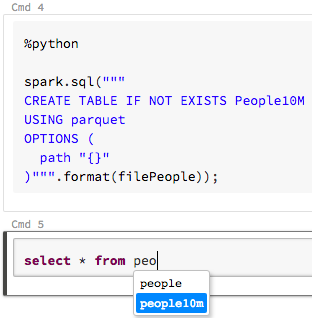 Cmd 4
%python
spark.sql("""
CREATE TABLE IF NOT EXISTS People10M
USING parquet
OPTIONS (
  path "{}"
)""".format(filePeople));
Cmd 5
select * from peo
people
people10m